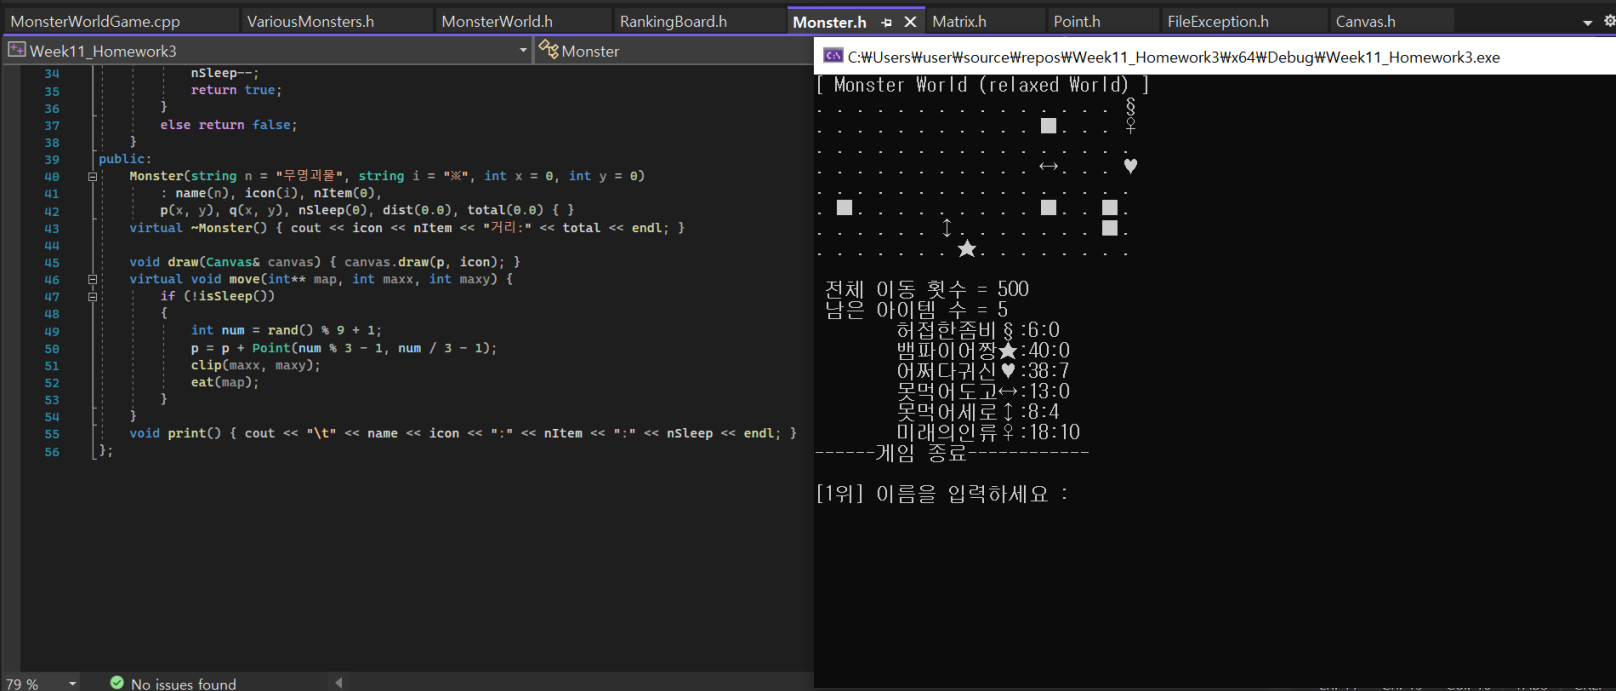 MonsterWorldGame.cpp VariousMonsters.h MonsterWorld.h RankingBoard.h Monster.h Matrix.h Point.h FileException.h Canvas.h
Week11_Homework3 Monster
34 nSleep--;
35 return true;
36 }
37 else return false;
38 }
39 public:
40 Monster(string n = "무명괴물", string i = "※", int x = 0, int y = 0)
41 : name(n), icon(i), nItem(0),
42 p(x, y), q(x, y), nSleep(0), dist(0.0), total(0.0) { }
43 virtual ~Monster() { cout << icon << nItem << "거리:" << total << endl; }
44
45 void draw(Canvas& canvas) { canvas.draw(p, icon); }
46 virtual void move(int** map, int maxx, int maxy) {
47 if (!isSleep())
48 {
49 int num = rand() % 9 + 1;
50 p = p + Point(num % 3 - 1, num / 3 - 1);
51 clip(maxx, maxy);
52 eat(map);
53 }
54 }
55 void print() { cout << "\t" << name << icon << ":" << nItem << ":" << nSleep << endl; }
56 };
79 % No issues found
C:₩Users₩user₩source₩repos₩Week11_Homework3₩x64₩Debug₩Week11_Homework3.exe
[ Monster World (relaxed World) ]
. . . . . . . . . . . . . . . §
. . . . . . . . . . . ■ . . . ♀
. . . . . . . . . . . . . . . .
. . . . . . . . . . . ↔ . . . ♥
. . . . . . . . . . . . . . . .
. ■ . . . . . . . . . ■ . . ■ .
. . . . . . ↕ . . . . . . . ■ .
. . . . . . . ★ . . . . . . . .
전체 이동 횟수 = 500
남은 아이템 수 = 5
허접한좀비§:6:0
뱀파이어짱★:40:0
어쩌다귀신♥:38:7
못먹어도고↔:13:0
못먹어세로↕:8:4
미래의인류♀:18:10
------게임 종료------------
[1위] 이름을 입력하세요 :